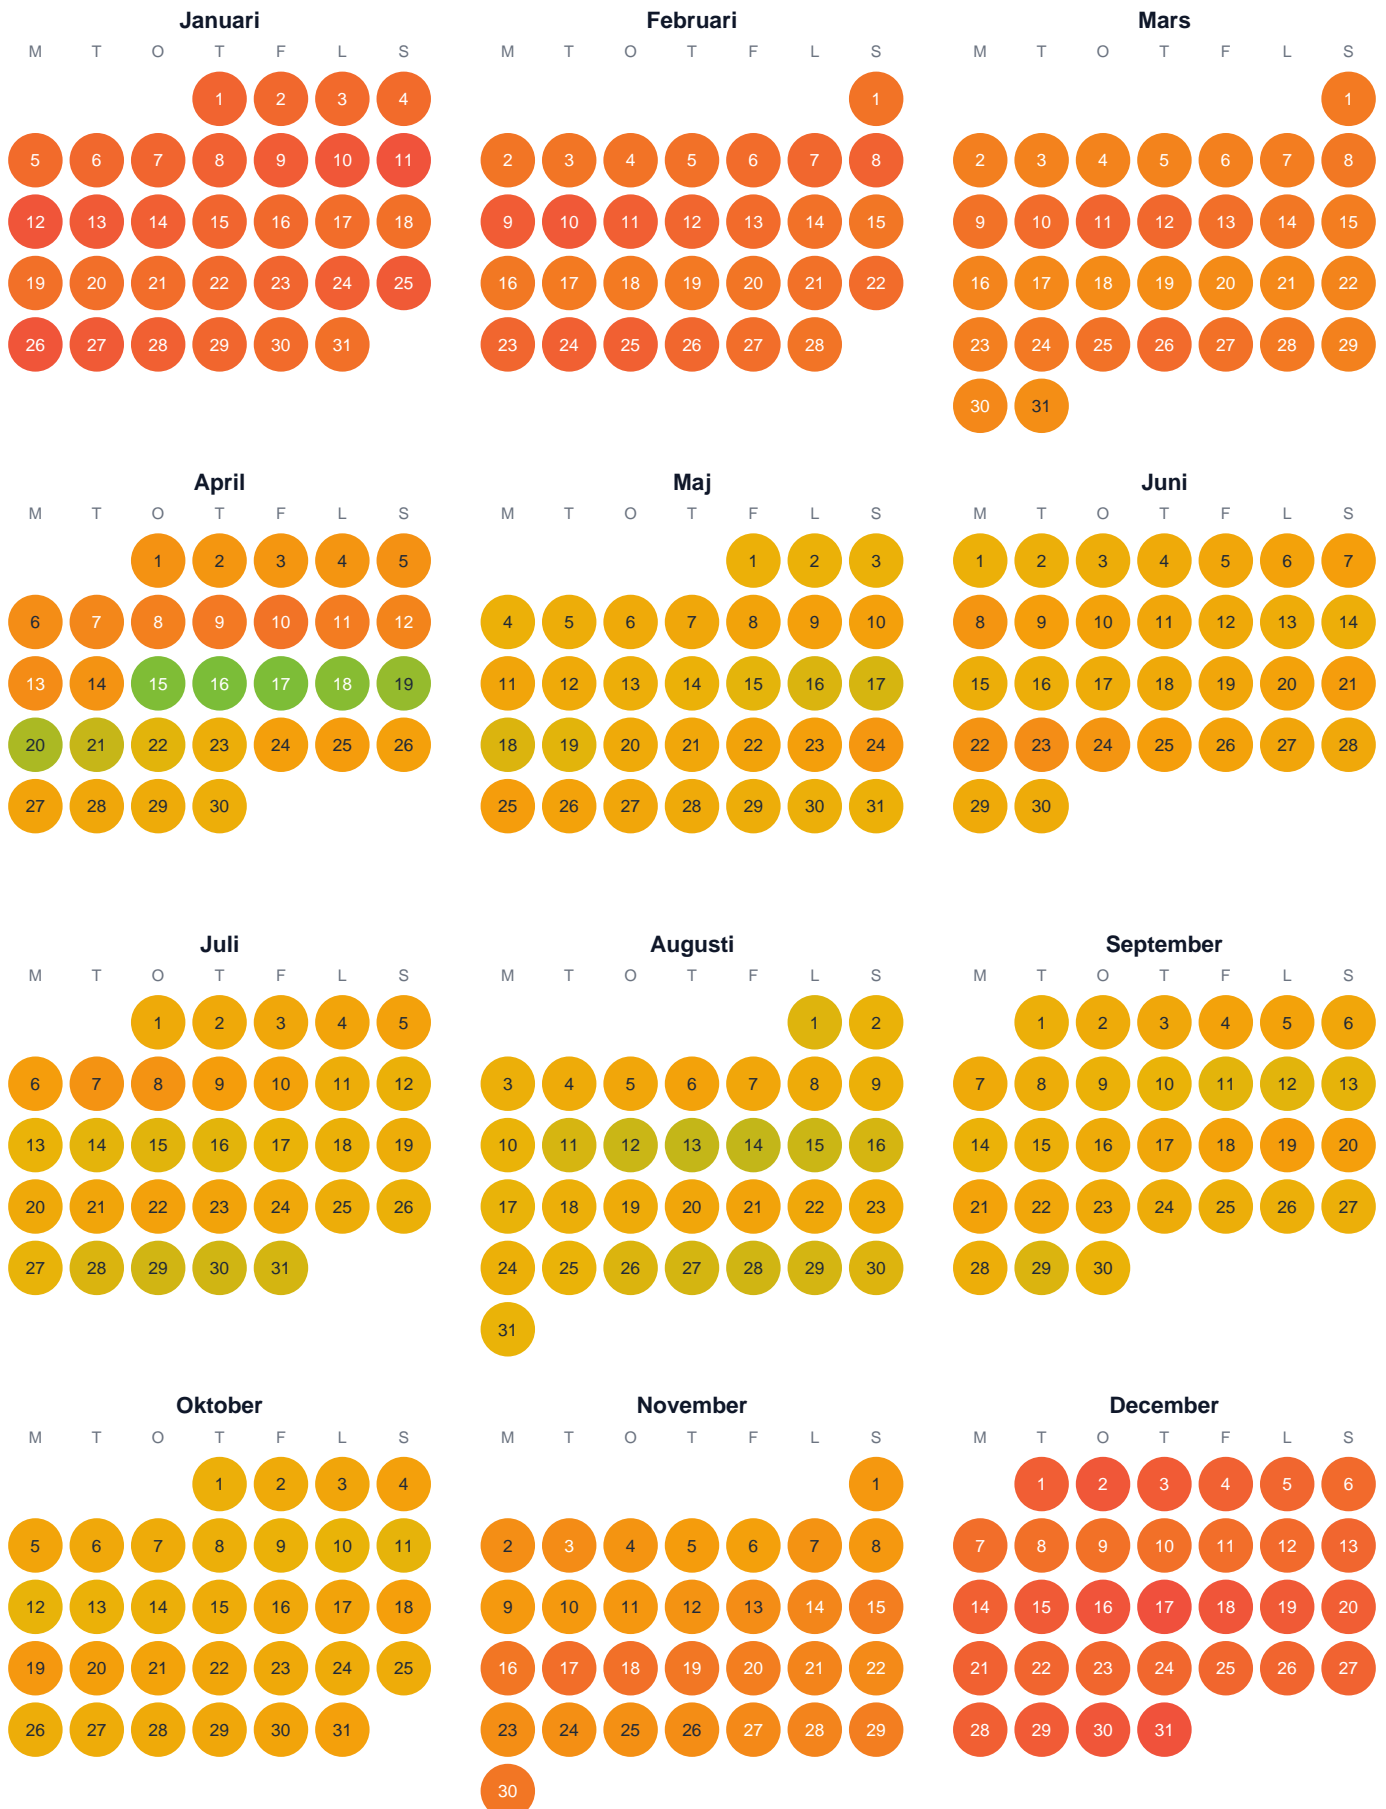 Januari
M T O T F L S
1 2 3 4
5 6 7 8 9 10 11
12 13 14 15 16 17 18
19 20 21 22 23 24 25
26 27 28 29 30 31
Februari
M T O T F L S
1
2 3 4 5 6 7 8
9 10 11 12 13 14 15
16 17 18 19 20 21 22
23 24 25 26 27 28
Mars
M T O T F L S
1
2 3 4 5 6 7 8
9 10 11 12 13 14 15
16 17 18 19 20 21 22
23 24 25 26 27 28 29
30 31
April
M T O T F L S
1 2 3 4 5
6 7 8 9 10 11 12
13 14 15 16 17 18 19
20 21 22 23 24 25 26
27 28 29 30
Maj
M T O T F L S
1 2 3
4 5 6 7 8 9 10
11 12 13 14 15 16 17
18 19 20 21 22 23 24
25 26 27 28 29 30 31
Juni
M T O T F L S
1 2 3 4 5 6 7
8 9 10 11 12 13 14
15 16 17 18 19 20 21
22 23 24 25 26 27 28
29 30
Juli
M T O T F L S
1 2 3 4 5
6 7 8 9 10 11 12
13 14 15 16 17 18 19
20 21 22 23 24 25 26
27 28 29 30 31
Augusti
M T O T F L S
1 2
3 4 5 6 7 8 9
10 11 12 13 14 15 16
17 18 19 20 21 22 23
24 25 26 27 28 29 30
31
September
M T O T F L S
1 2 3 4 5 6
7 8 9 10 11 12 13
14 15 16 17 18 19 20
21 22 23 24 25 26 27
28 29 30
Oktober
M T O T F L S
1 2 3 4
5 6 7 8 9 10 11
12 13 14 15 16 17 18
19 20 21 22 23 24 25
26 27 28 29 30 31
November
M T O T F L S
1
2 3 4 5 6 7 8
9 10 11 12 13 14 15
16 17 18 19 20 21 22
23 24 25 26 27 28 29
30
December
M T O T F L S
1 2 3 4 5 6
7 8 9 10 11 12 13
14 15 16 17 18 19 20
21 22 23 24 25 26 27
28 29 30 31